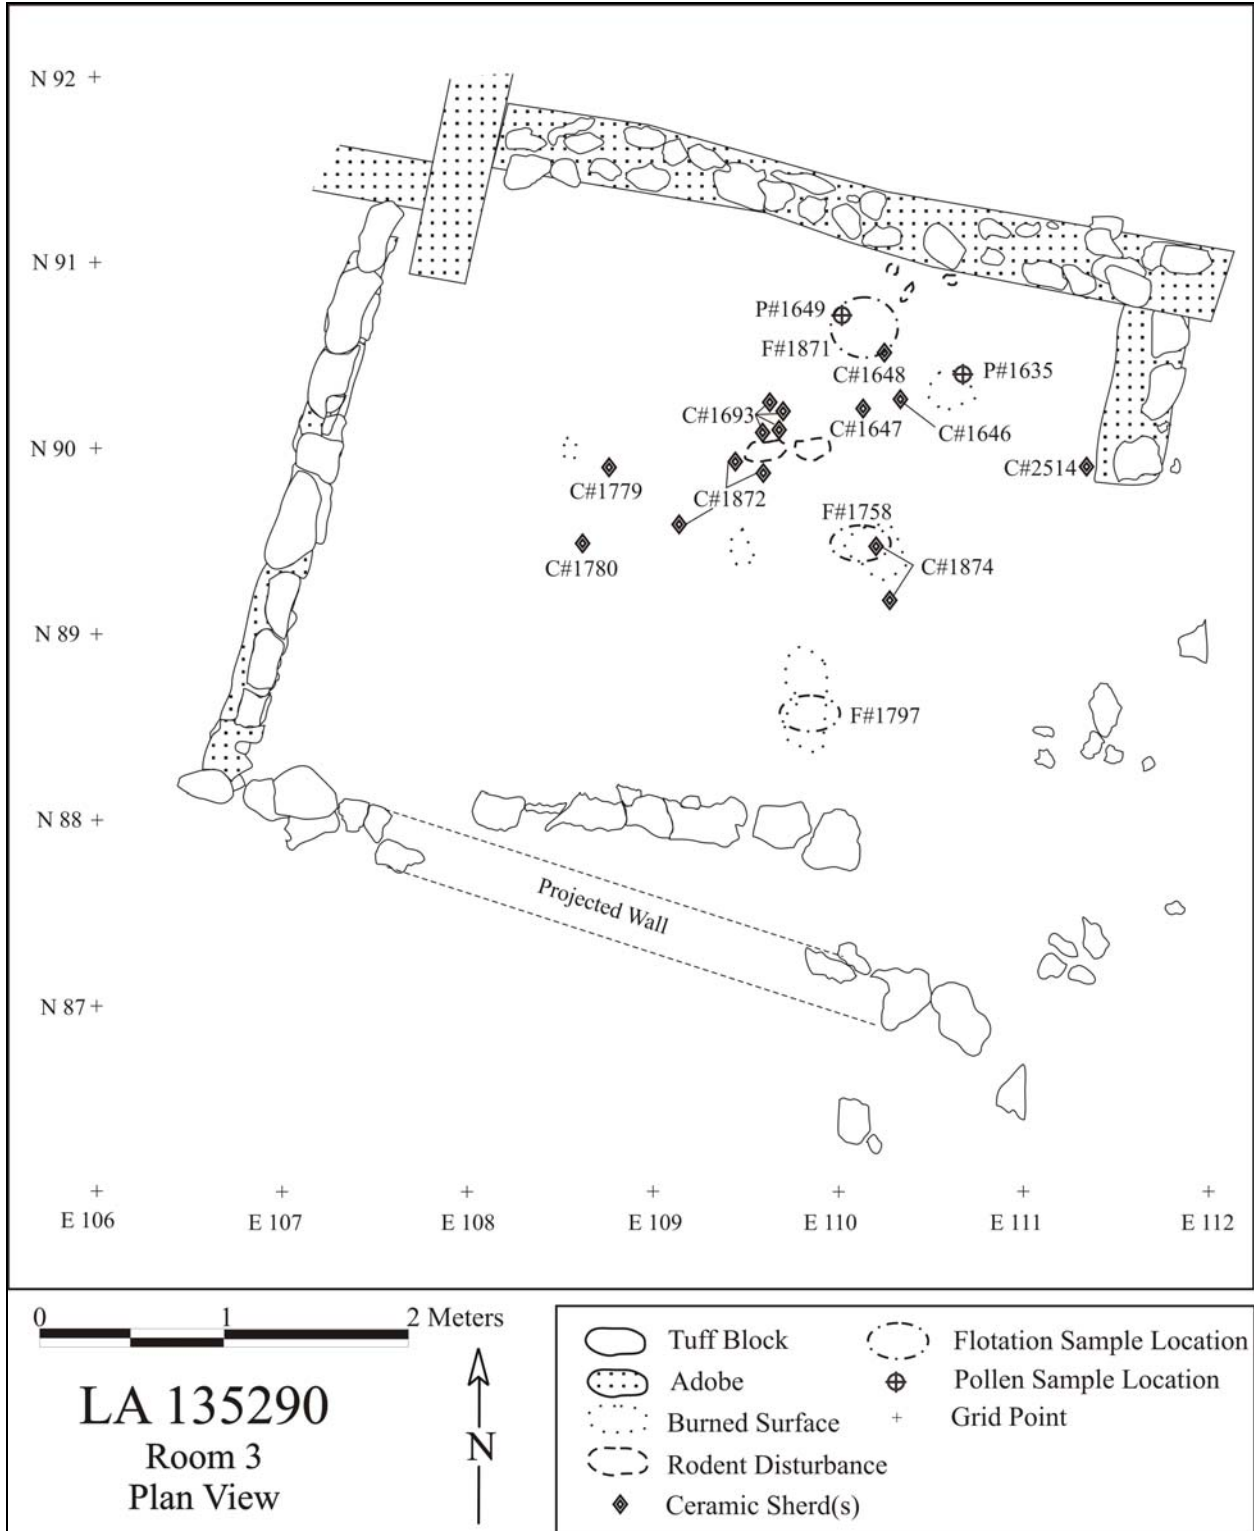 N 92
N 91
P#1649
F#1871
P#1635
C#1648
C#1693
C#1647
C#1646
N 90
C#2514
C#1779
C#1872
F#1758
C#1780
C#1874
N 89
F#1797
N 88
Projected Wall
N 87
E 106 E 107 E 108 E 109 E 110 E 111 E 112
0 1 2 Meters
LA 135290
Room 3
Plan View
N
Tuff Block
Adobe
Burned Surface
Rodent Disturbance
Ceramic Sherd(s)
Flotation Sample Location
Pollen Sample Location
Grid Point